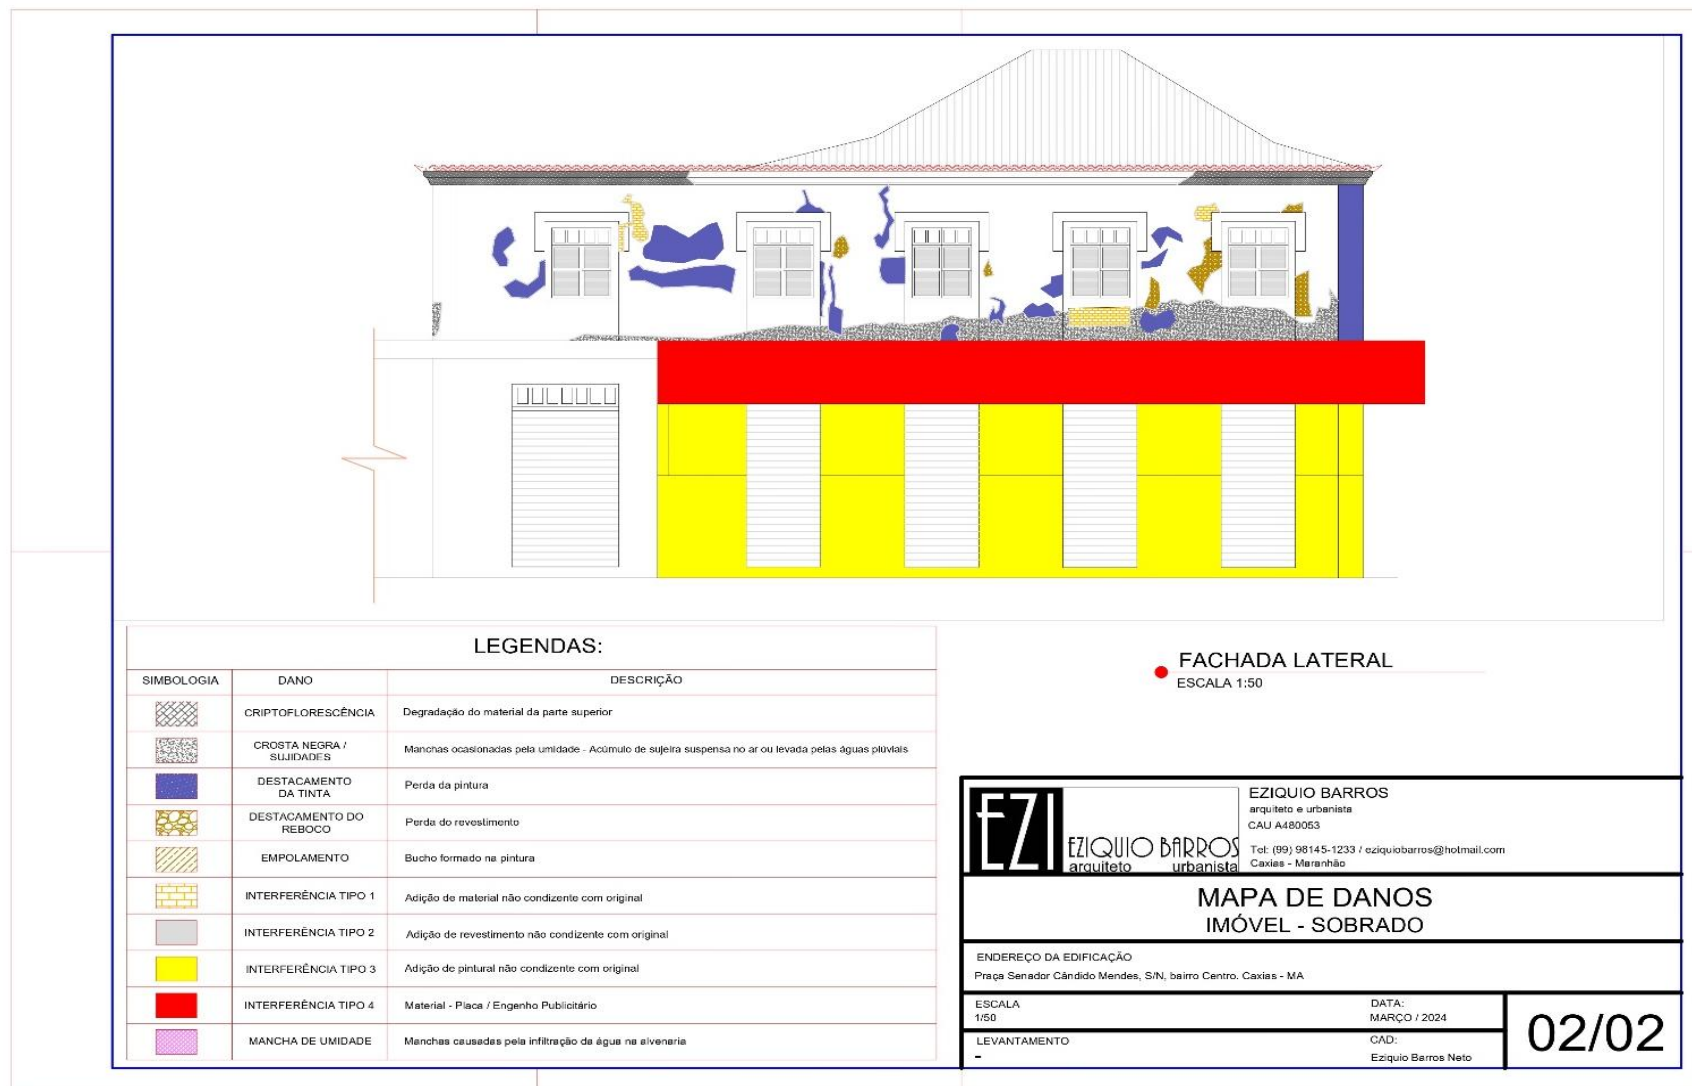 LEGENDAS:
SIMBOLOGIA DANO DESCRIÇÃO
CRIPTOFLORESCÊNCIA Degradação do material da parte superior
CROSTA NEGRA /
SUJIDADES
Manchas ocasionadas pela umidade - Acúmulo de sujeira suspensa no ar ou levada pelas águas plúviais
DESTACAMENTO
DA TINTA
Perda da pintura
DESTACAMENTO DO
REBOCO
Perda do revestimento
EMPOLAMENTO Bucho formado na pintura
INTERFERÊNCIA TIPO 1 Adição de material não condizente com original
INTERFERÊNCIA TIPO 2 Adição de revestimento não condizente com original
INTERFERÊNCIA TIPO 3 Adição de pintural não condizente com original
INTERFERÊNCIA TIPO 4 Material - Placa / Engenho Publicitário
MANCHA DE UMIDADE Manchas causadas pela infiltração da água na alvenaria
FACHADA LATERAL
ESCALA 1:50
EZI
EZIQUIO BARROS
arquiteto urbanista
EZIQUIO BARROS
arquiteto e urbanista
CAU A480053
Tel: (99) 98145-1233 / eziquiobarros@hotmail.com
Caxias - Maranhão
MAPA DE DANOS
IMÓVEL - SOBRADO
ENDEREÇO DA EDIFICAÇÃO
Praça Senador Cândido Mendes, S/N, bairro Centro. Caxias - MA
ESCALA
1/50
DATA:
MARÇO / 2024
LEVANTAMENTO
-
CAD:
Eziquio Barros Neto
02/02